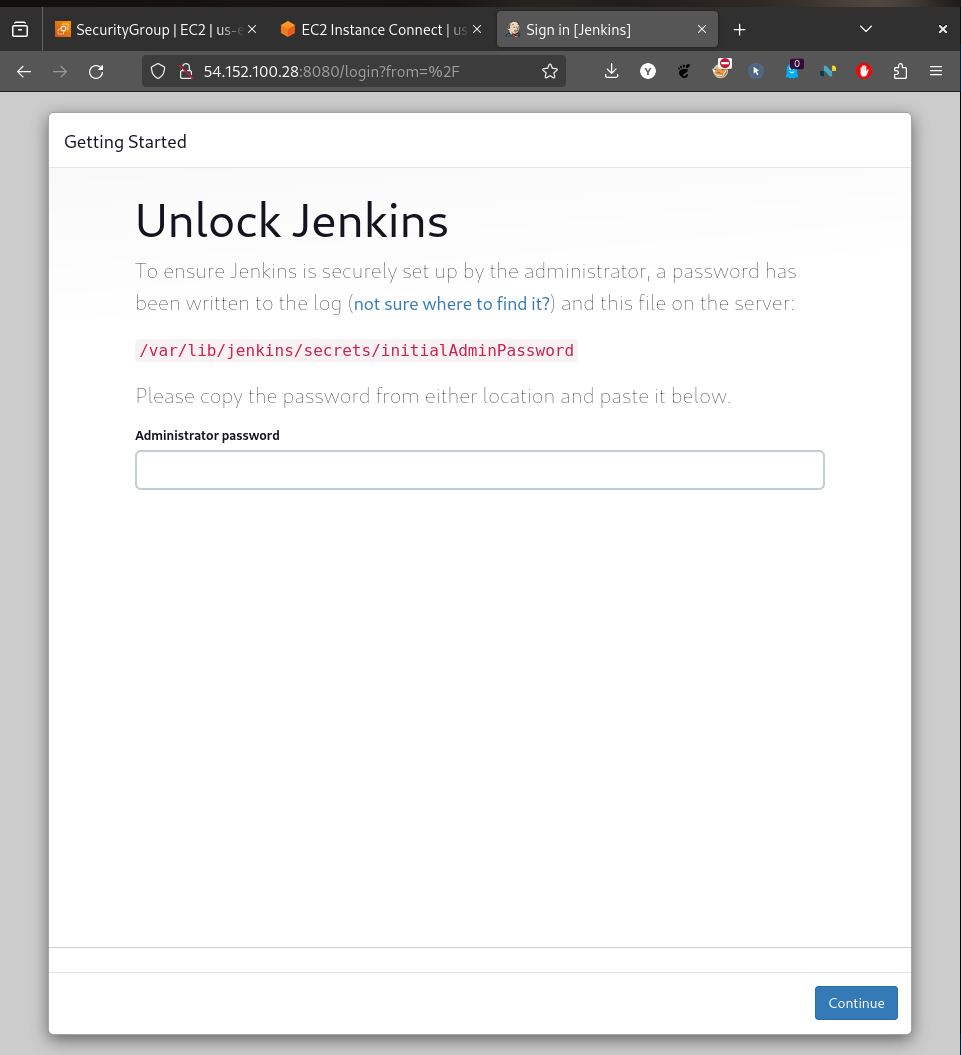 SecurityGroup | EC2 | us-e
EC2 Instance Connect | us
Sign in [Jenkins]
54.152.100.28:8080/login?from=%2F
Y
0
N
Getting Started
Unlock Jenkins
To ensure Jenkins is securely set up by the administrator, a password has
been written to the log (not sure where to find it?) and this file on the server:
/var/lib/jenkins/secrets/initialAdminPassword
Please copy the password from either location and paste it below.
Administrator password
Continue